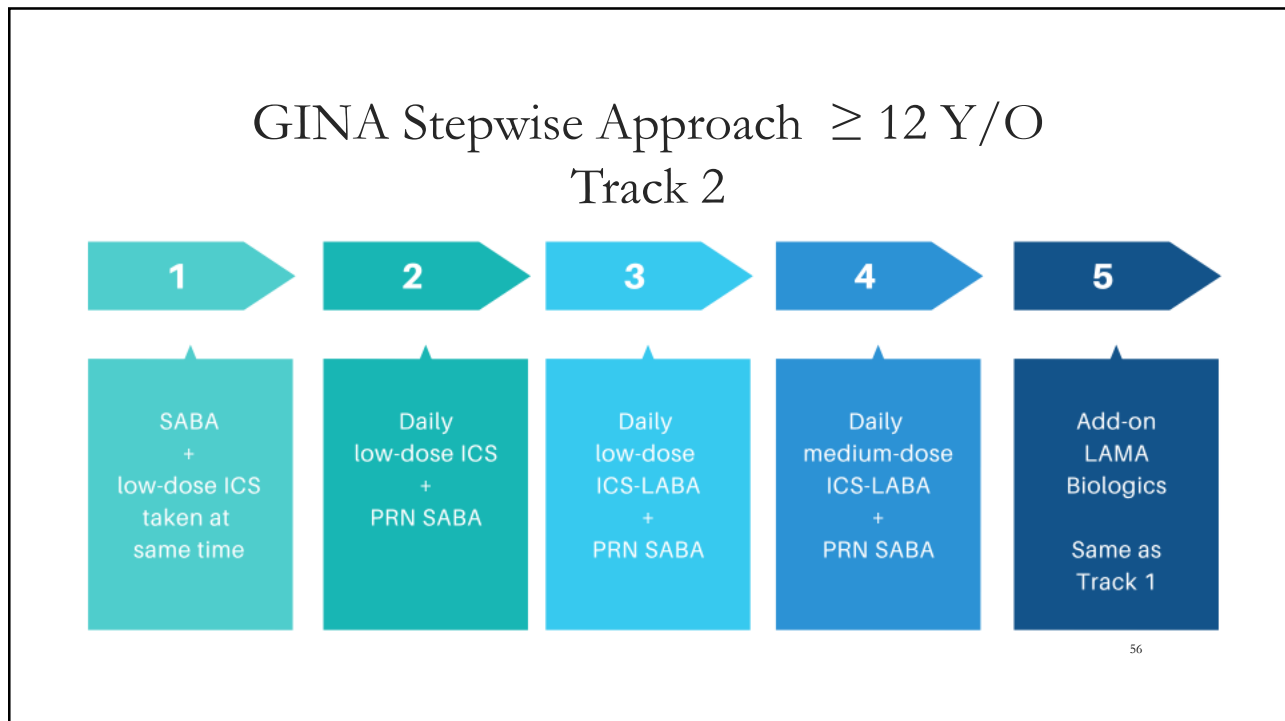 GINA Stepwise Approach ≥ 12 Y/O
Track 2
1
2
3
4
5
SABA
+
low-dose ICS
taken at
same time
Daily
low-dose ICS
+
PRN SABA
Daily
low-dose
ICS-LABA
+
PRN SABA
Daily
medium-dose
ICS-LABA
+
PRN SABA
Add-on
LAMA
Biologics
Same as
Track 1
56